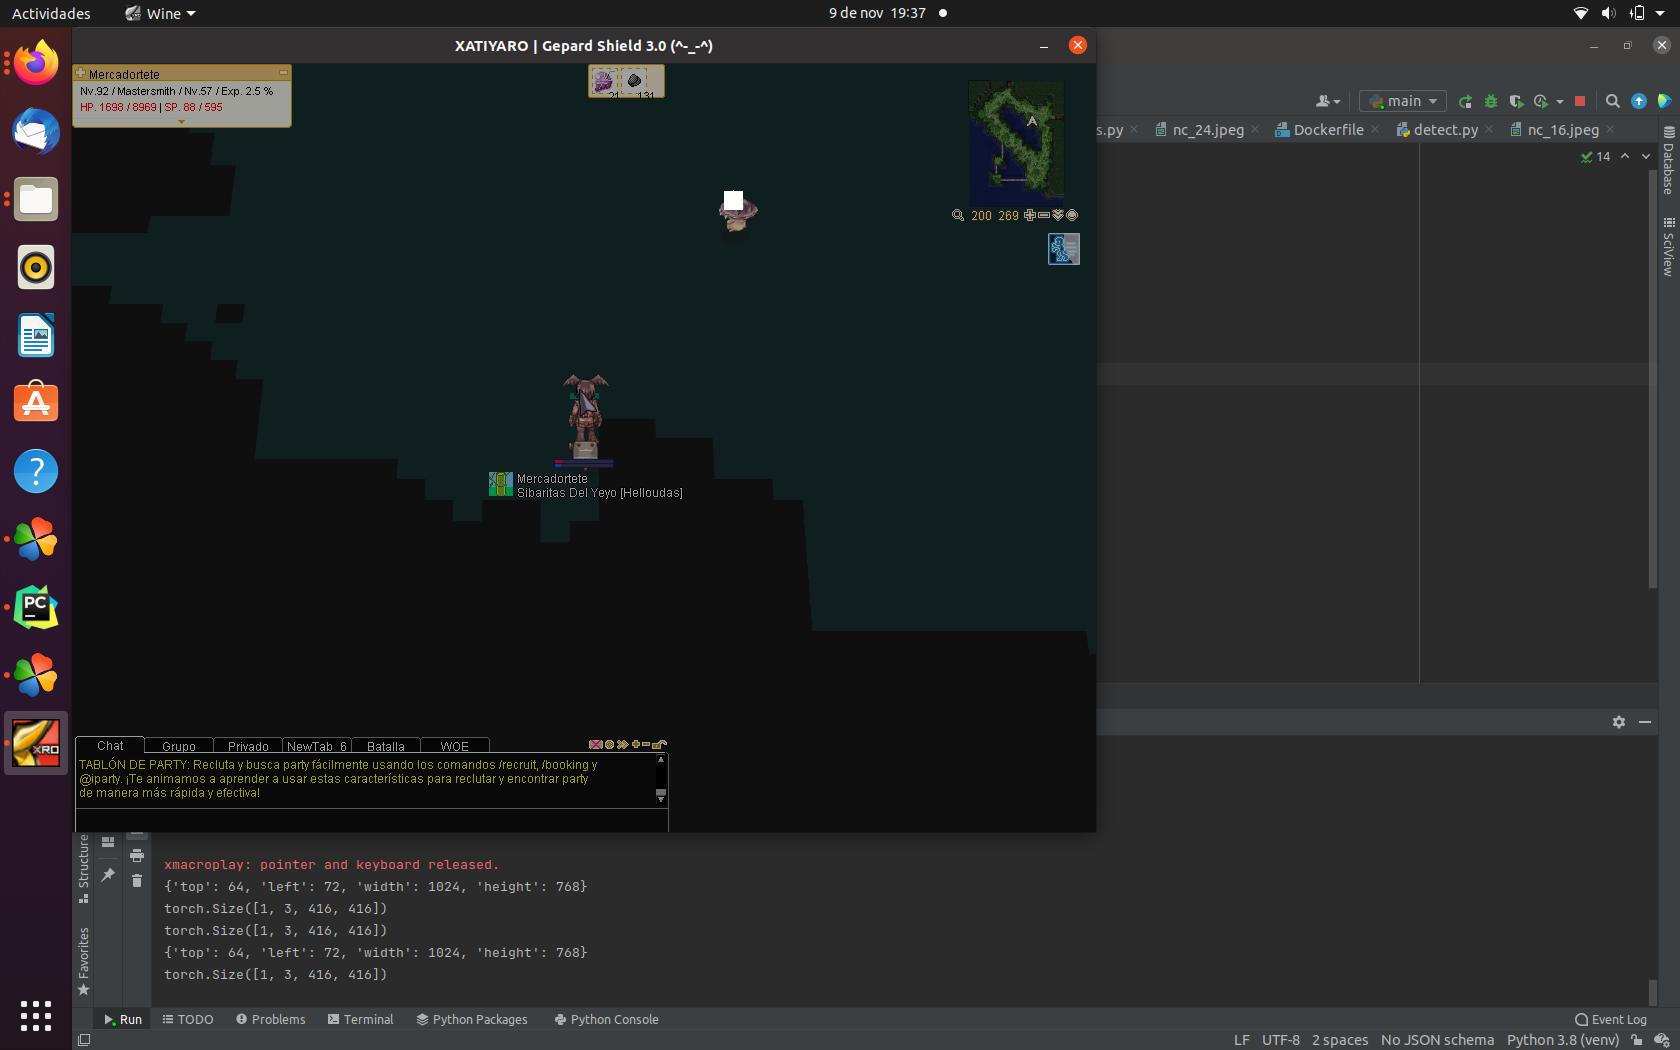 Actividades
Wine
9 de nov 19:37
XATIYARO | Gepard Shield 3.0 (^-_-^)
Mercadortete
Nv.92 / Mastersmith / Nv.57 / Exp. 2.5 %
HP. 1698 / 8969 | SP. 88 / 595
21
131
200 269
main
s.py
nc_24.jpeg
Dockerfile
detect.py
nc_16.jpeg
14
Database
SciView
Mercadortete
Sibaritas Del Yeyo [Helloudas]
Chat
Grupo
Privado
NewTab 6
Batalla
WOE
TABLÓN DE PARTY: Recluta y busca party fácilmente usando los comandos /recruit, /booking y
@iparty. ¡Te animamos a aprender a usar estas características para reclutar y encontrar party
de manera más rápida y efectiva!
PC
XRO
Structure
Favorites
xmacroplay: pointer and keyboard released.
{'top': 64, 'left': 72, 'width': 1024, 'height': 768}
torch.Size([1, 3, 416, 416])
torch.Size([1, 3, 416, 416])
{'top': 64, 'left': 72, 'width': 1024, 'height': 768}
torch.Size([1, 3, 416, 416])
Run
TODO
Problems
Terminal
Python Packages
Python Console
Event Log
LF
UTF-8
2 spaces
No JSON schema
Python 3.8 (venv)